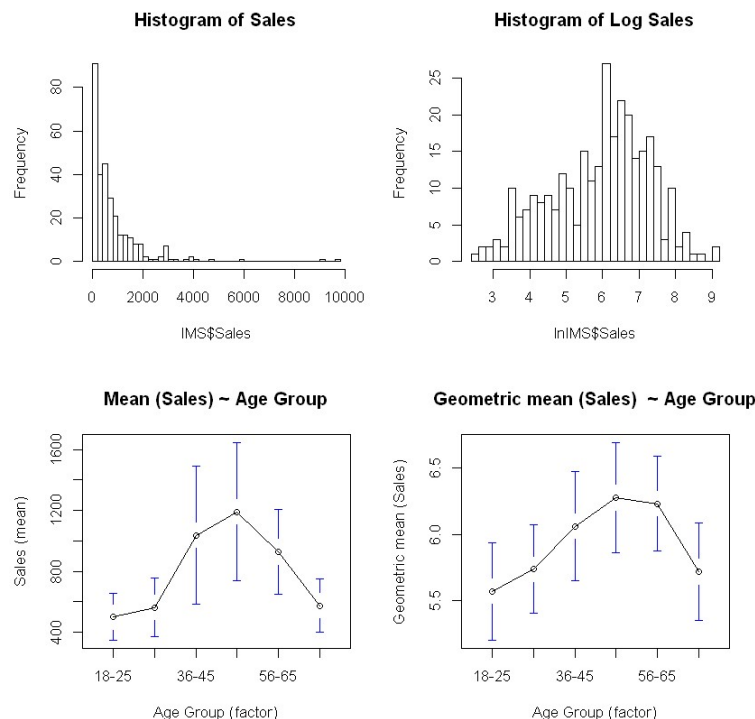 Histogram of Sales
Frequency
0 20 40 60 80
0 2000 4000 6000 8000 10000
IMS$Sales
Histogram of Log Sales
Frequency
0 5 10 15 20 25
3 4 5 6 7 8 9
lnIMS$Sales
Mean (Sales) ~ Age Group
Sales (mean)
400 800 1200 1600
18-25 36-45 56-65
Age Group (factor)
Geometric mean (Sales) ~ Age Group
Geometric mean (Sales)
5.5 6.0 6.5
18-25 36-45 56-65
Age Group (factor)